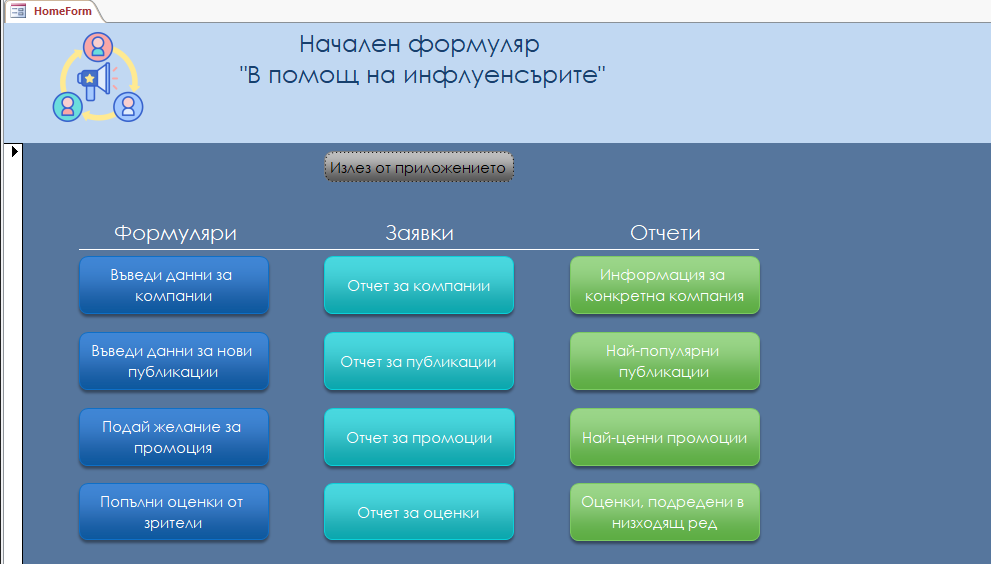 HomeForm
Начален формуляр
"В помощ на инфлуенсърите"
Излез от приложението
Формуляри
Заявки
Отчети
Въведи данни за
компании
Отчет за компании
Информация за
конкретна компания
Въведи данни за нови
публикации
Отчет за публикации
Най-популярни
публикации
Подай желание за
промоция
Отчет за промоции
Най-ценни промоции
Попълни оценки от
зрители
Отчет за оценки
Оценки, подредени в
низходящ ред